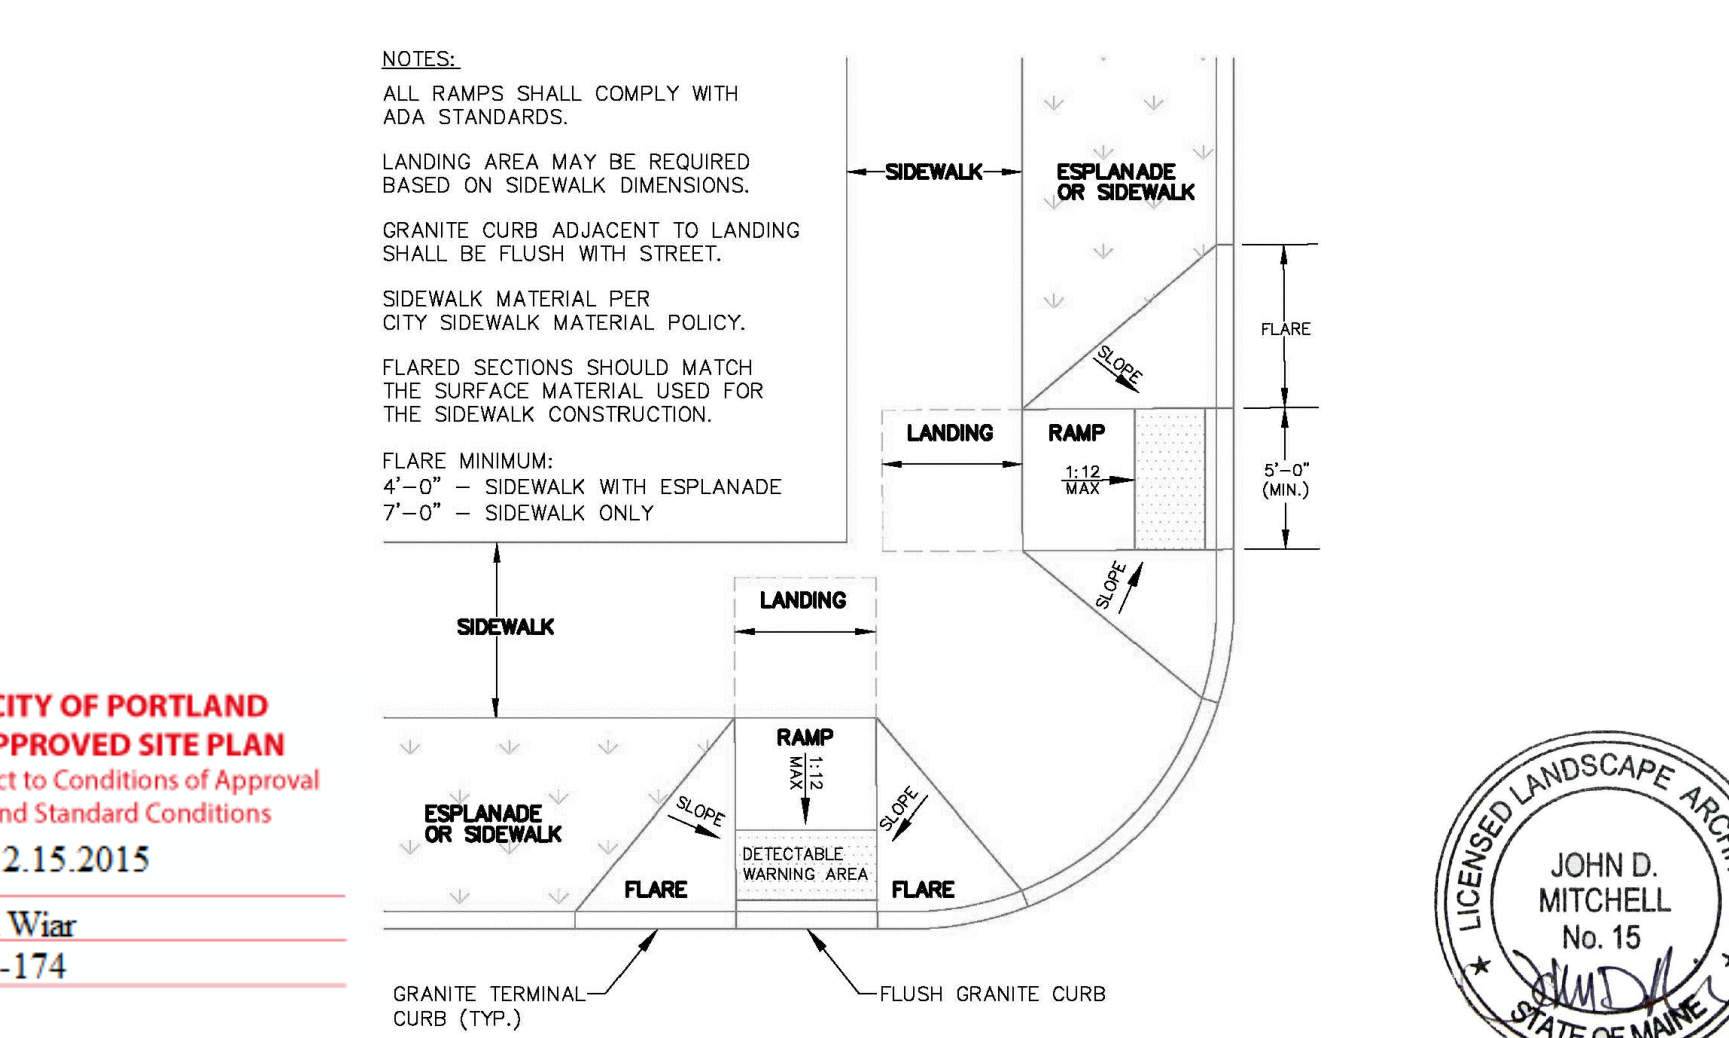 NOTES:
ALL RAMPS SHALL COMPLY WITH
ADA STANDARDS.
LANDING AREA MAY BE REQUIRED
BASED ON SIDEWALK DIMENSIONS.
GRANITE CURB ADJACENT TO LANDING
SHALL BE FLUSH WITH STREET.
SIDEWALK MATERIAL PER
CITY SIDEWALK MATERIAL POLICY.
FLARED SECTIONS SHOULD MATCH
THE SURFACE MATERIAL USED FOR
THE SIDEWALK CONSTRUCTION.
FLARE MINIMUM:
4'-0" - SIDEWALK WITH ESPLANADE
7'-0" - SIDEWALK ONLY
SIDEWALK
ESPLANADE
OR SIDEWALK
FLARE
SLOPE
LANDING
RAMP
1:12
MAX
5'-0"
(MIN.)
SLOPE
LANDING
SIDEWALK
RAMP
1:12
MAX
ESPLANADE
OR SIDEWALK
SLOPE
SLOPE
DETECTABLE
WARNING AREA
FLARE
FLARE
GRANITE TERMINAL
CURB (TYP.)
FLUSH GRANITE CURB
CITY OF PORTLAND
PPROVED SITE PLAN
ct to Conditions of Approval
nd Standard Conditions
2.15.2015
Wiar
-174
LICENSED LANDSCAPE ARCHI
JOHN D.
MITCHELL
No. 15
STATE OF MAINE